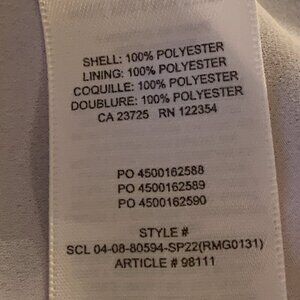 SHELL: 100% POLYESTER
LINING: 100% POLYESTER
COQUILLE: 100% POLYESTER
DOUBLURE: 100% POLYESTER
CA 23725 RN 122354
PO 4500162588
PO 4500162589
PO 4500162590
STYLE #
SCL 04-08-80594-SP22(RMG0131)
ARTICLE # 98111